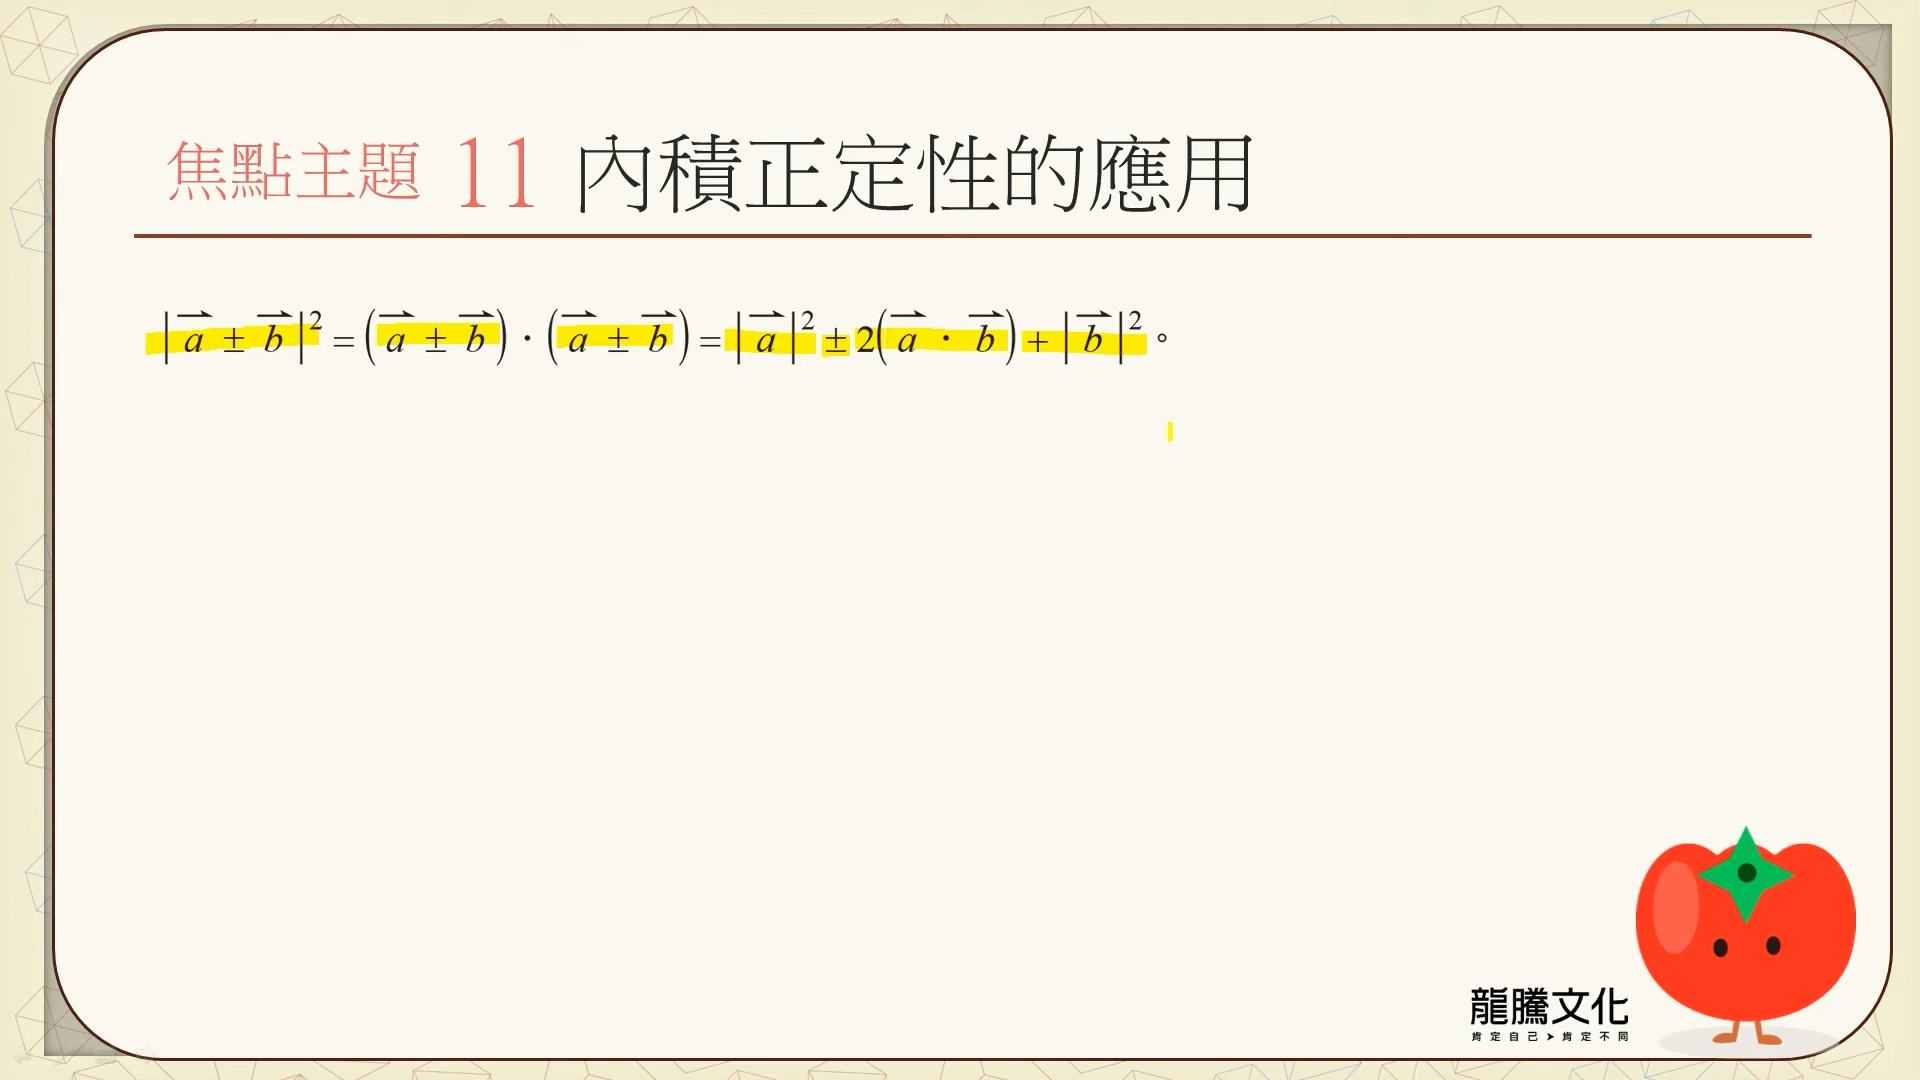 焦點主題 11 內積正定性的應用
|a⃗ ± b⃗|² = (a⃗ ± b⃗)·(a⃗ ± b⃗) = |a⃗|² ± 2(a⃗ · b⃗) + |b⃗|²。
龍騰文化
肯定自己➤肯定不同